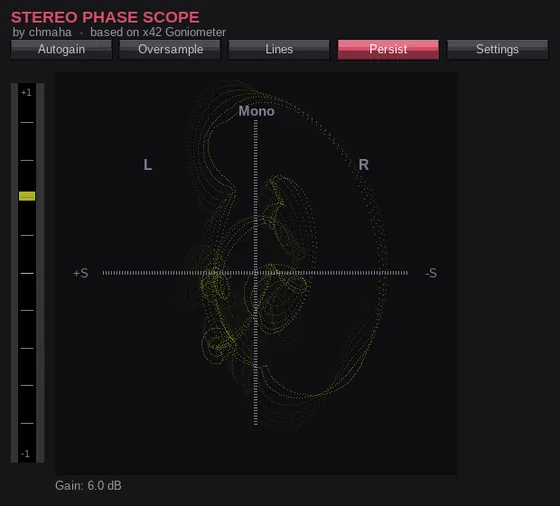 STEREO PHASE SCOPE
by chmaha · based on x42 Goniometer
Autogain Oversample Lines Persist Settings
+1
Mono
L R
+S -S
-1
Gain: 6.0 dB